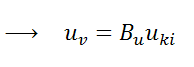 ⟶ u_v = B_u u_{ki}